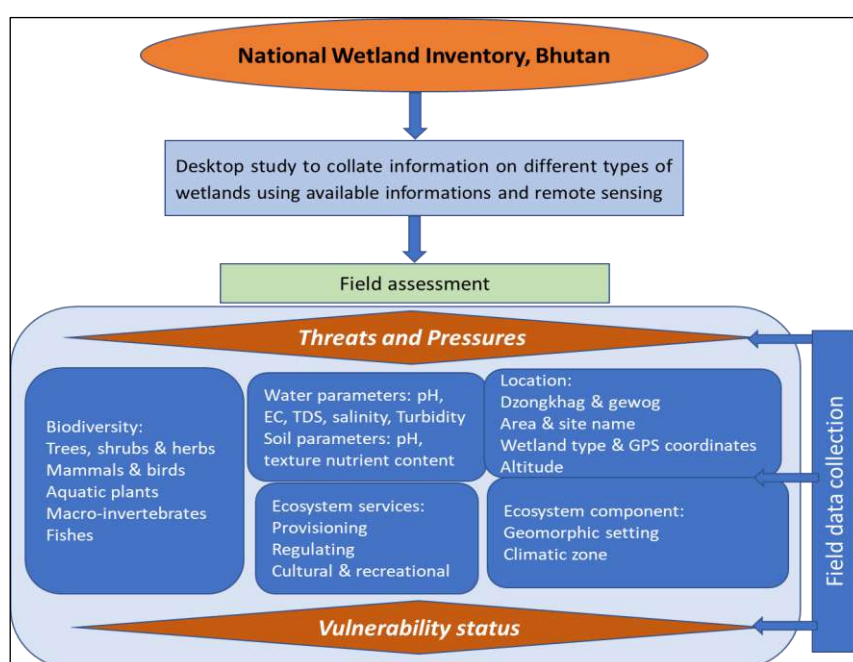 National Wetland Inventory, Bhutan
Desktop study to collate information on different types of
wetlands using available informations and remote sensing
Field assessment
Threats and Pressures
Biodiversity:
Trees, shrubs & herbs
Mammals & birds
Aquatic plants
Macro-invertebrates
Fishes
Water parameters: pH,
EC, TDS, salinity, Turbidity
Soil parameters: pH,
texture nutrient content
Location:
Dzongkhag & gewog
Area & site name
Wetland type & GPS coordinates
Altitude
Ecosystem services:
Provisioning
Regulating
Cultural & recreational
Ecosystem component:
Geomorphic setting
Climatic zone
Vulnerability status
Field data collection